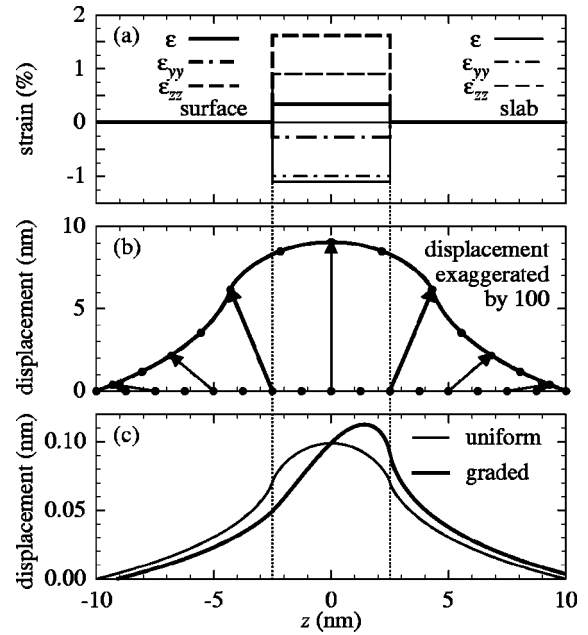 (a)
ε ε
ε_yy ε_yy
ε_zz ε_zz
surface slab
2
1
0
-1
strain (%)
(b)
displacement
exaggerated
by 100
10
5
0
displacement (nm)
(c)
uniform
graded
0.10
0.05
0.00
displacement (nm)
-10 -5 0 5 10
z (nm)